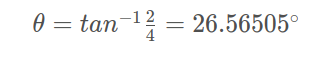 θ = tan⁻¹ 2/4 = 26.56505°